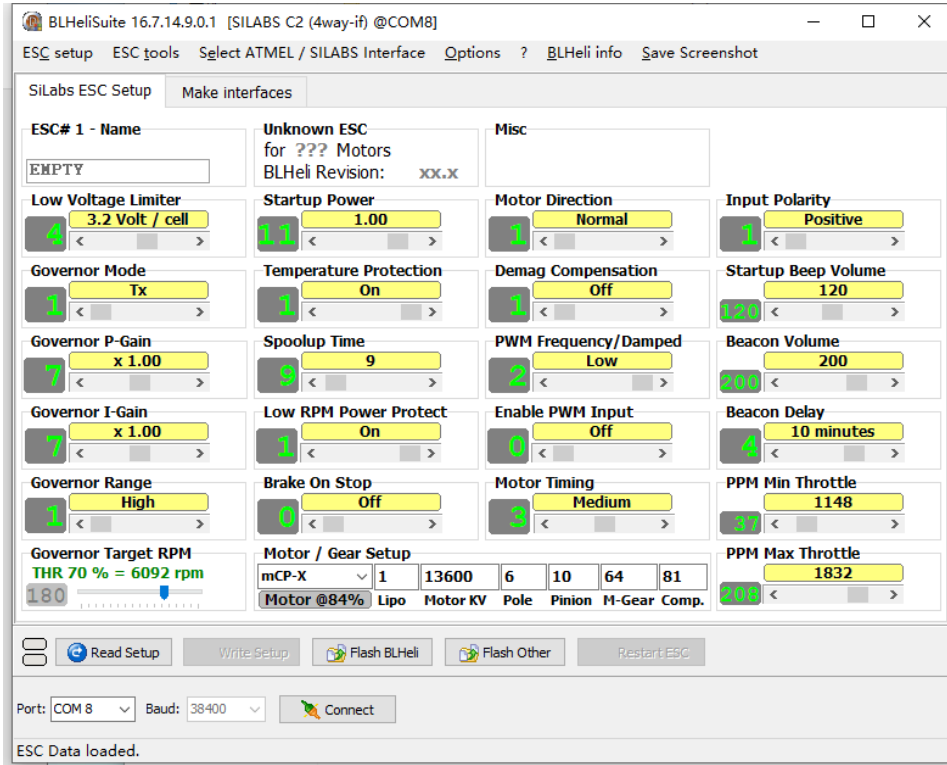 BLHeliSuite 16.7.14.9.0.1 [SILABS C2 (4way-if) @COM8]
ESC setup ESC tools Select ATMEL / SILABS Interface Options ? BLHeli info Save Screenshot
SiLabs ESC Setup Make interfaces
ESC# 1 - Name
EMPTY
Unknown ESC
for ??? Motors
BLHeli Revision: xx.x
Misc
Low Voltage Limiter
3.2 Volt / cell
4
Startup Power
1.00
11
Motor Direction
Normal
1
Input Polarity
Positive
1
Governor Mode
Tx
1
Temperature Protection
On
1
Demag Compensation
Off
1
Startup Beep Volume
120
120
Governor P-Gain
x 1.00
7
Spoolup Time
9
9
PWM Frequency/Damped
Low
2
Beacon Volume
200
200
Governor I-Gain
x 1.00
7
Low RPM Power Protect
On
1
Enable PWM Input
Off
0
Beacon Delay
10 minutes
4
Governor Range
High
1
Brake On Stop
Off
0
Motor Timing
Medium
3
PPM Min Throttle
1148
37
Governor Target RPM
THR 70 % = 6092 rpm
180
Motor / Gear Setup
mCP-X 1 13600 6 10 64 81
Motor @84% Lipo Motor KV Pole Pinion M-Gear Comp.
PPM Max Throttle
1832
208
Read Setup Write Setup Flash BLHeli Flash Other Restart ESC
Port: COM 8 Baud: 38400 Connect
ESC Data loaded.